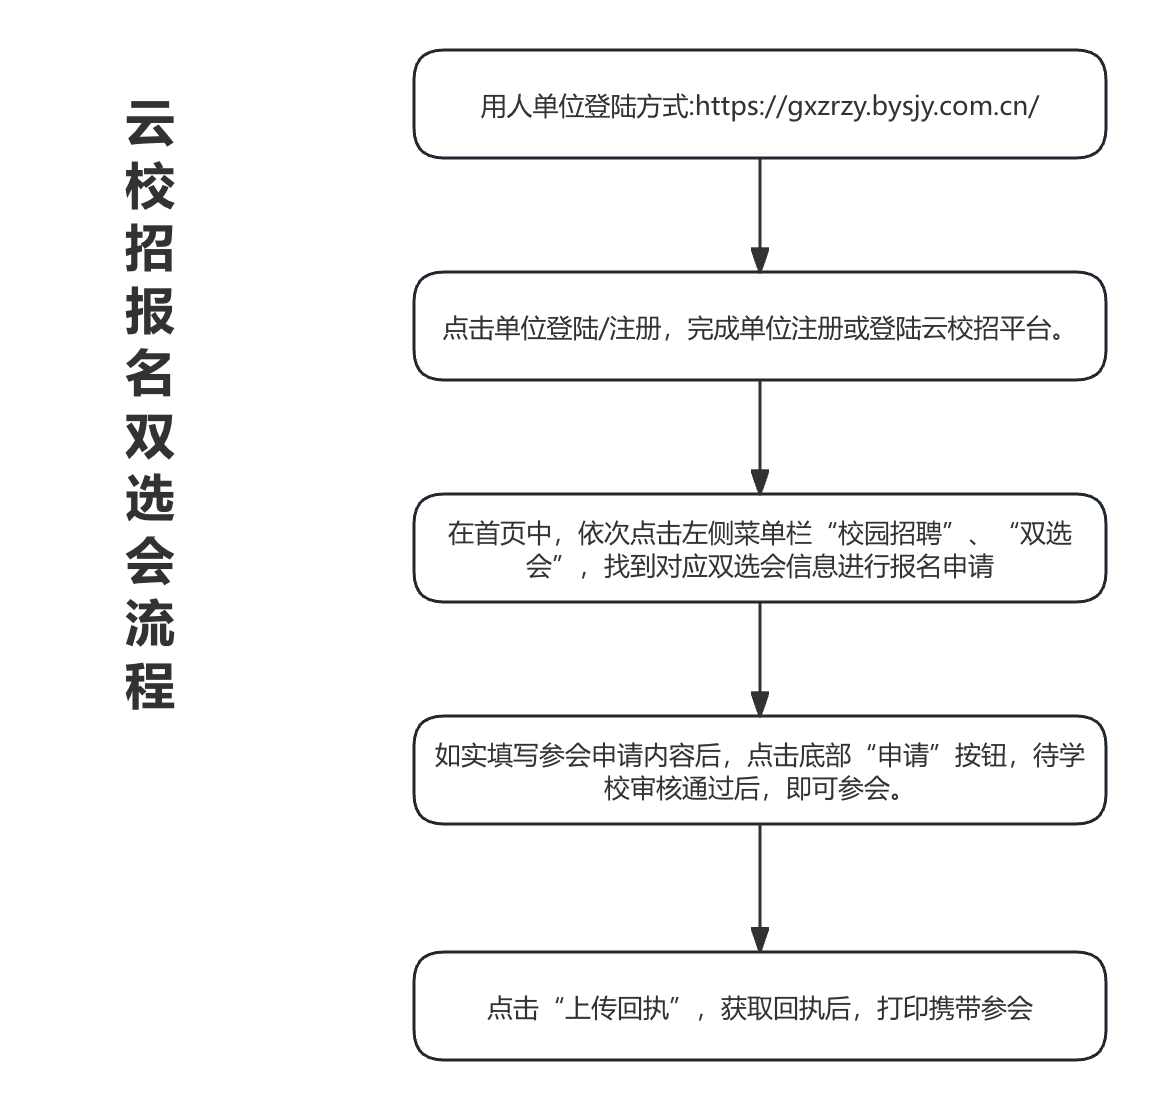 云校招报名双选会流程
用人单位登陆方式:https://gxzrzy.bysjy.com.cn/
点击单位登陆/注册，完成单位注册或登陆云校招平台。
在首页中，依次点击左侧菜单栏“校园招聘”、“双选
会”，找到对应双选会信息进行报名申请
如实填写参会申请内容后，点击底部“申请”按钮，待学
校审核通过后，即可参会。
点击“上传回执”，获取回执后，打印携带参会